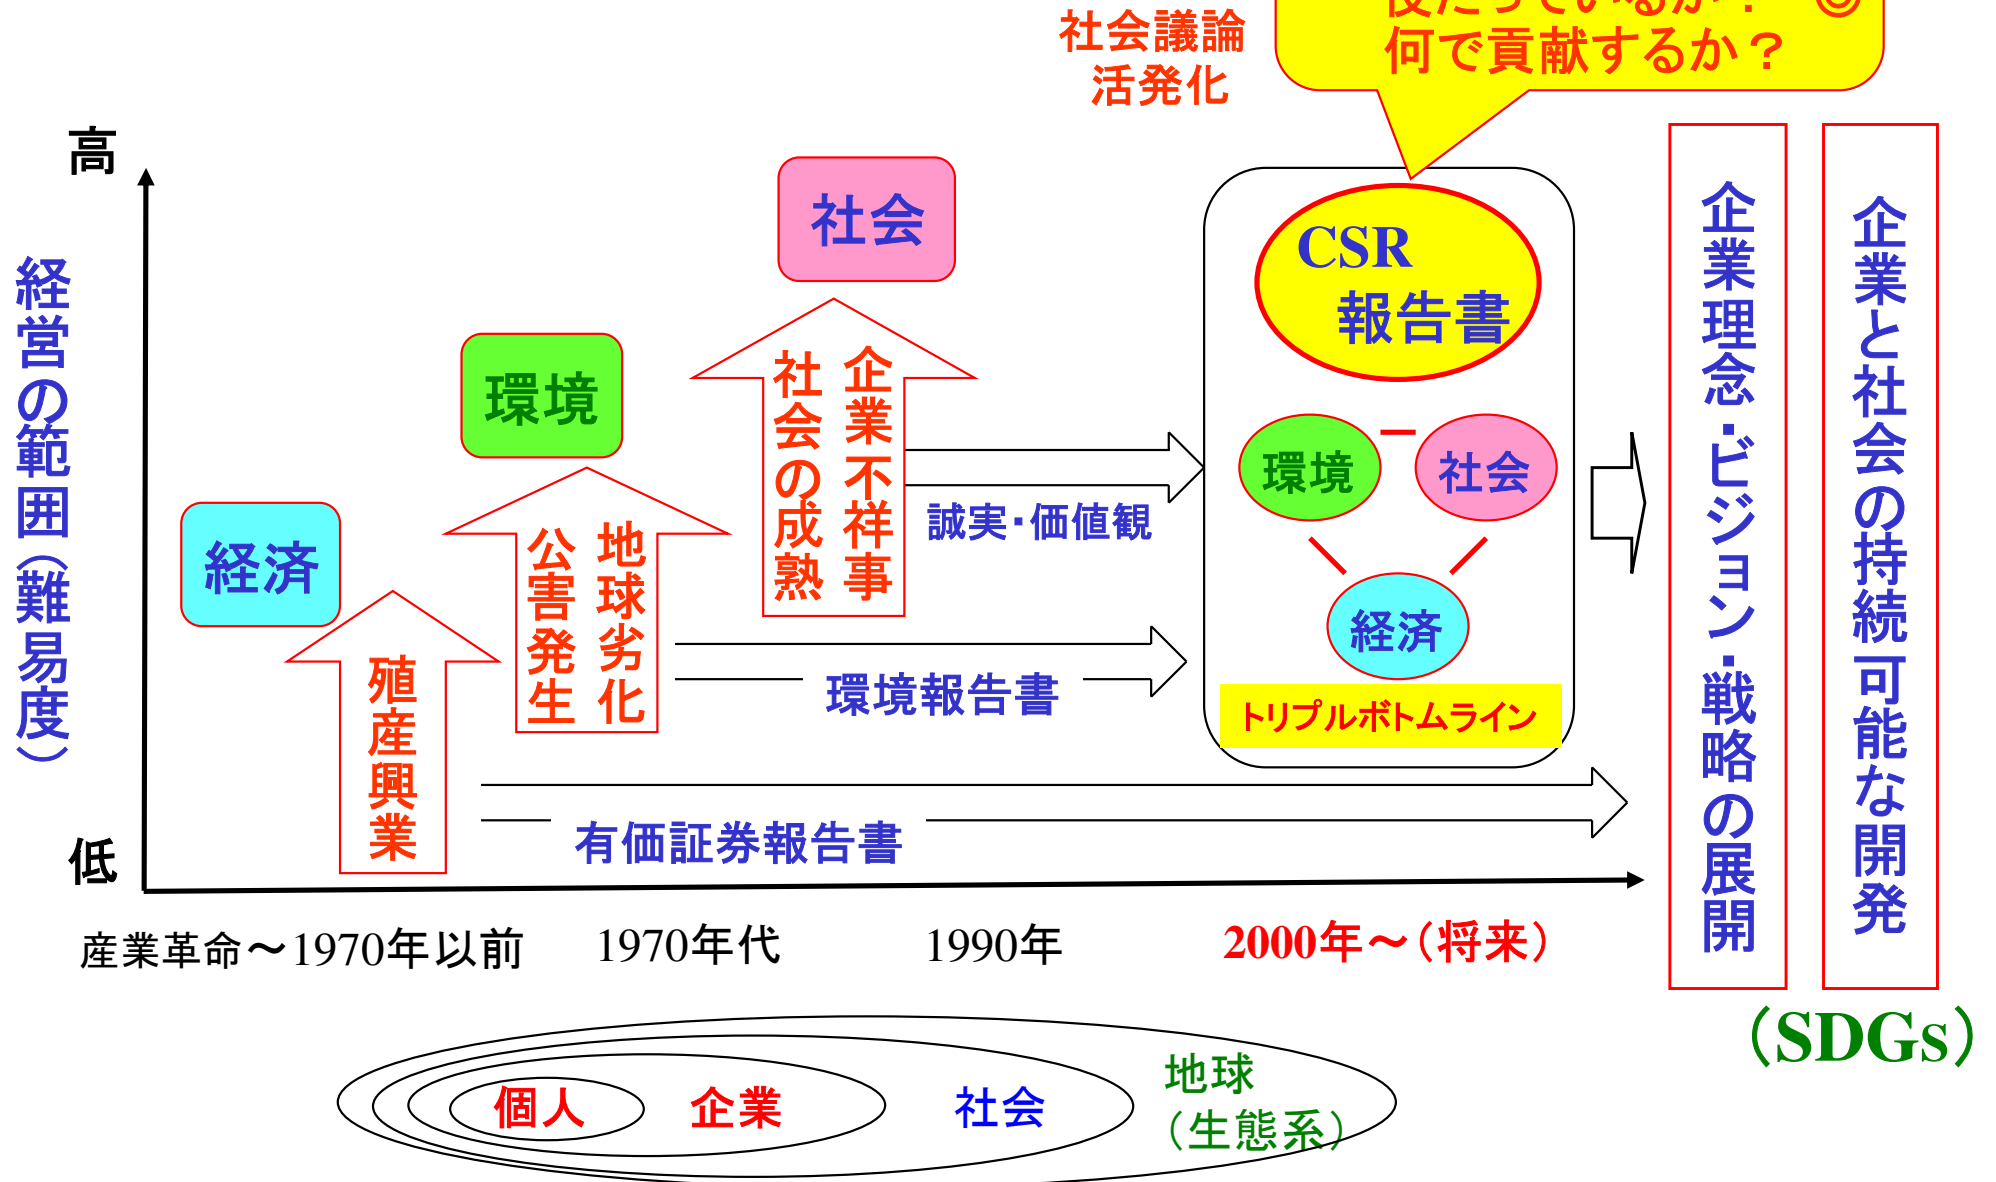 社会議論
活発化
役だっているか? ◎
何で貢献するか?
高
経営の範囲(難易度)
低
経済
環境
社会
殖産興業
公害発生
地球劣化
社会の成熟
企業不祥事
誠実・価値観
環境報告書
有価証券報告書
CSR
報告書
環境
社会
経済
トリプルボトムライン
企業理念・ビジョン・戦略の展開
企業と社会の持続可能な開発
(SDGs)
産業革命~1970年以前
1970年代
1990年
2000年~(将来)
個人
企業
社会
地球
(生態系)